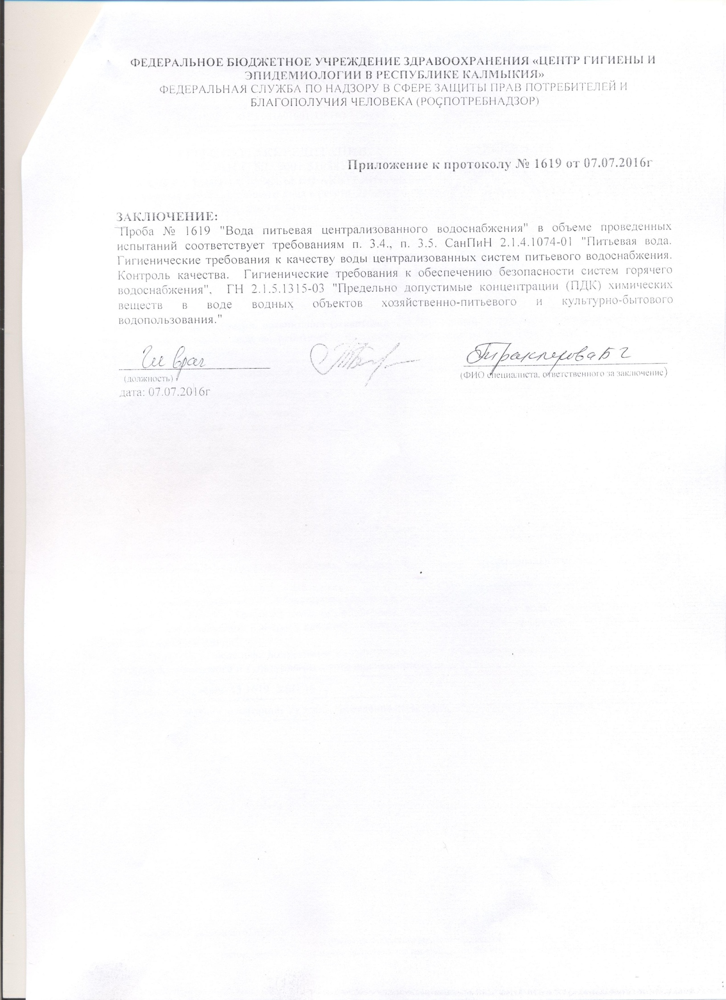 ФЕДЕРАЛЬНОЕ БЮДЖЕТНОЕ УЧРЕЖДЕНИЕ ЗДРАВООХРАНЕНИЯ «ЦЕНТР ГИГИЕНЫ И
ЭПИДЕМИОЛОГИИ В РЕСПУБЛИКЕ КАЛМЫКИЯ»
ФЕДЕРАЛЬНАЯ СЛУЖБА ПО НАДЗОРУ В СФЕРЕ ЗАЩИТЫ ПРАВ ПОТРЕБИТЕЛЕЙ И
БЛАГОПОЛУЧИЯ ЧЕЛОВЕКА (РОСПОТРЕБНАДЗОР)
Приложение к протоколу № 1619 от 07.07.2016г
ЗАКЛЮЧЕНИЕ:
Проба № 1619 "Вода питьевая централизованного водоснабжения" в объеме проведенных
испытаний соответствует требованиям п. 3.4., п. 3.5. СанПиН 2.1.4.1074-01 "Питьевая вода.
Гигиенические требования к качеству воды централизованных систем питьевого водоснабжения.
Контроль качества. Гигиенические требования к обеспечению безопасности систем горячего
водоснабжения", ГН 2.1.5.1315-03 "Предельно допустимые концентрации (ПДК) химических
веществ в воде водных объектов хозяйственно-питьевого и культурно-бытового
водопользования."
Гл врач
(должность)
(ФИО специалиста, ответственного за заключение)
дата: 07.07.2016г